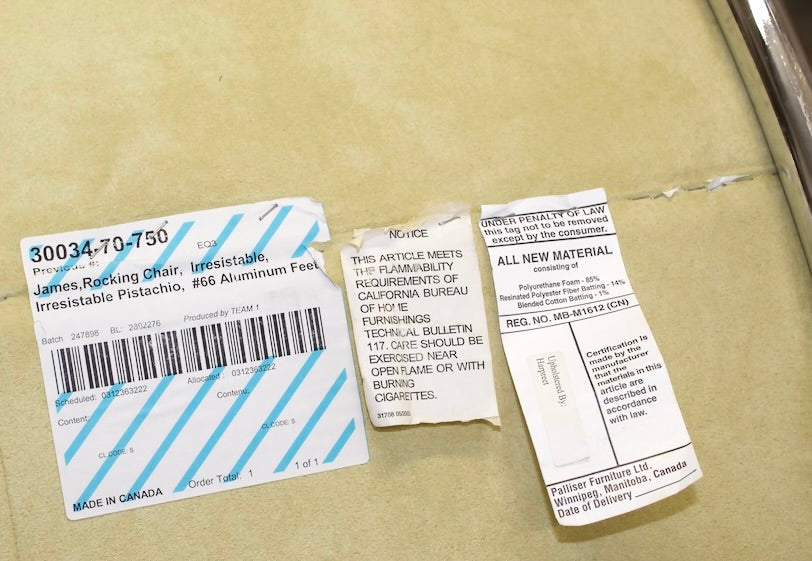 30034-70-750
EQ3
Previous #:
James,Rocking Chair, Irresistable,
Irresistable Pistachio, #66 Aluminum Feet
Batch 247898 BL: 2802276 Produced by TEAM 1
Scheduled: 0312363222 Allocated: 0312363222
Content: Contenu:
CL CODE: S CL CODE: S
Order Total: 1 1 of 1
MADE IN CANADA
NOTICE
THIS ARTICLE MEETS
THE FLAMMABILITY
REQUIREMENTS OF
CALIFORNIA BUREAU
OF HOME
FURNISHINGS
TECHNICAL BULLETIN
117. CARE SHOULD BE
EXERCISED NEAR
OPEN FLAME OR WITH
BURNING
CIGARETTES.
UNDER PENALTY OF LAW
this tag not to be removed
except by the consumer.
ALL NEW MATERIAL
consisting of
Polyurethane Foam - 85%
Resinated Polyester Fiber Batting - 14%
Blended Cotton Batting - 1%
REG. NO. MB-M1612 (CN)
Upholstered By:
Harpreet
Certification is
made by the
manufacturer
that the
materials in this
article are
described in
accordance
with law.
Palliser Furniture Ltd.
Winnipeg, Manitoba, Canada
Date of Delivery